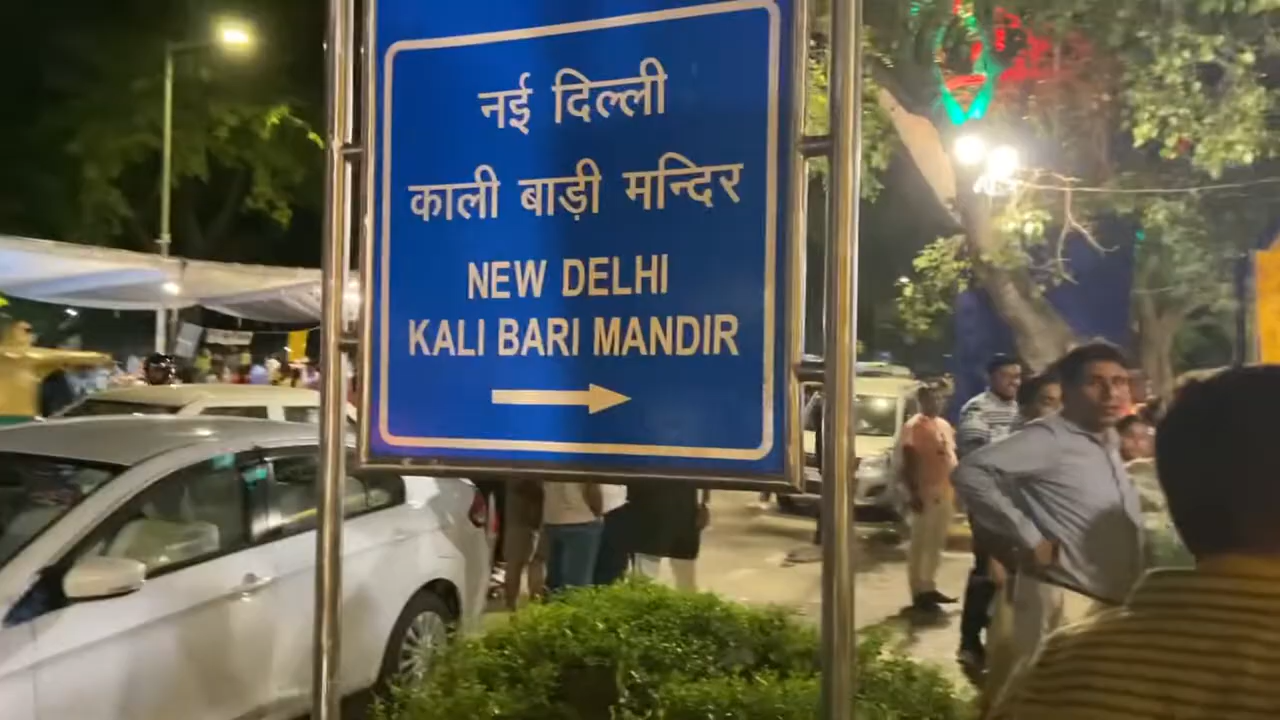 नई दिल्ली
काली बाड़ी मन्दिर
NEW DELHI
KALI BARI MANDIR